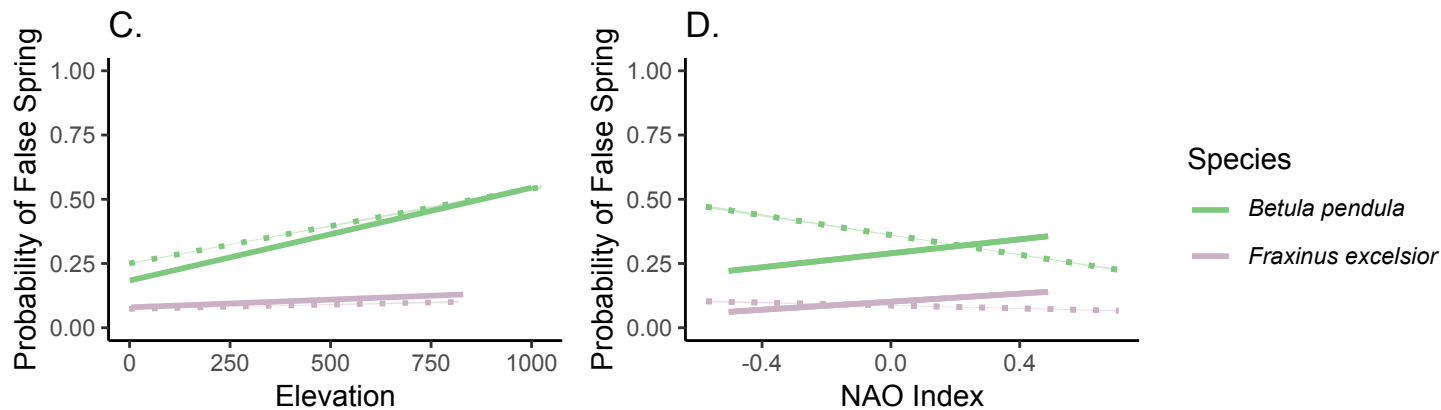 C.
Probability of False Spring
1.00
0.75
0.50
0.25
0.00
0
250
500
750
1000
Elevation
D.
Probability of False Spring
1.00
0.75
0.50
0.25
0.00
-0.4
0.0
0.4
NAO Index
Species
Betula pendula
Fraxinus excelsior